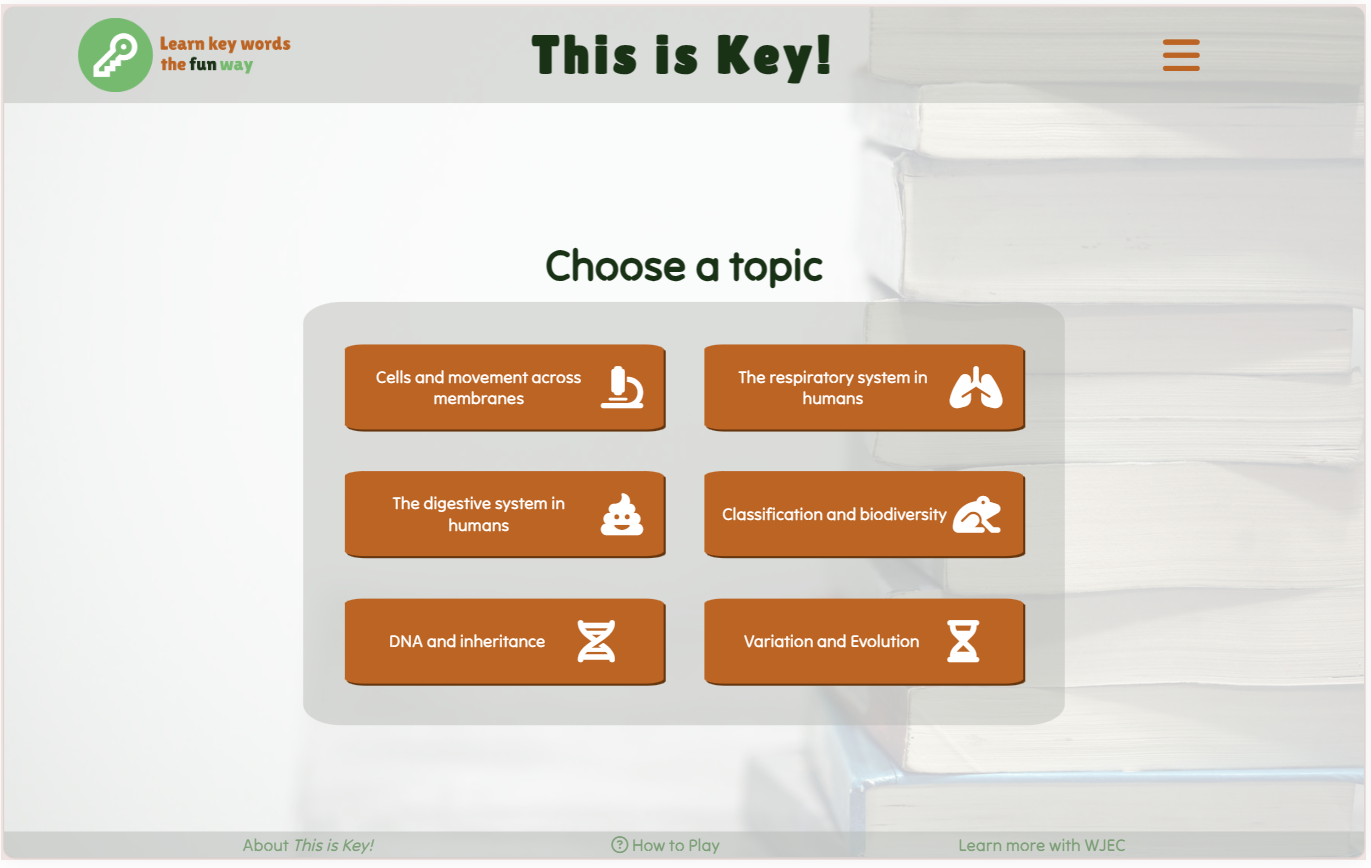 Learn key words
the fun way
This is Key!
Choose a topic
Cells and movement across
membranes
The respiratory system in
humans
The digestive system in
humans
Classification and biodiversity
DNA and inheritance
Variation and Evolution
About This is Key!
? How to Play
Learn more with WJEC